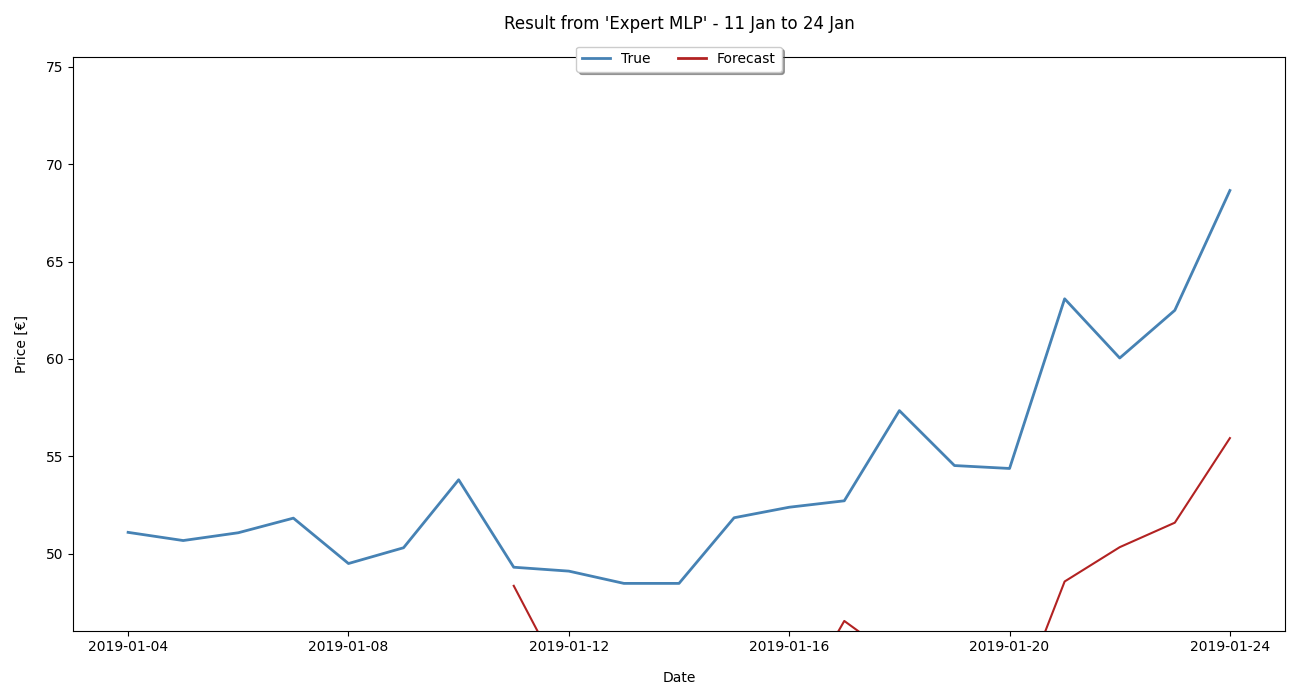 Result from 'Expert MLP' - 11 Jan to 24 Jan
True Forecast
75
70
65
60
55
50
Price [€]
2019-01-04 2019-01-08 2019-01-12 2019-01-16 2019-01-20 2019-01-24
Date